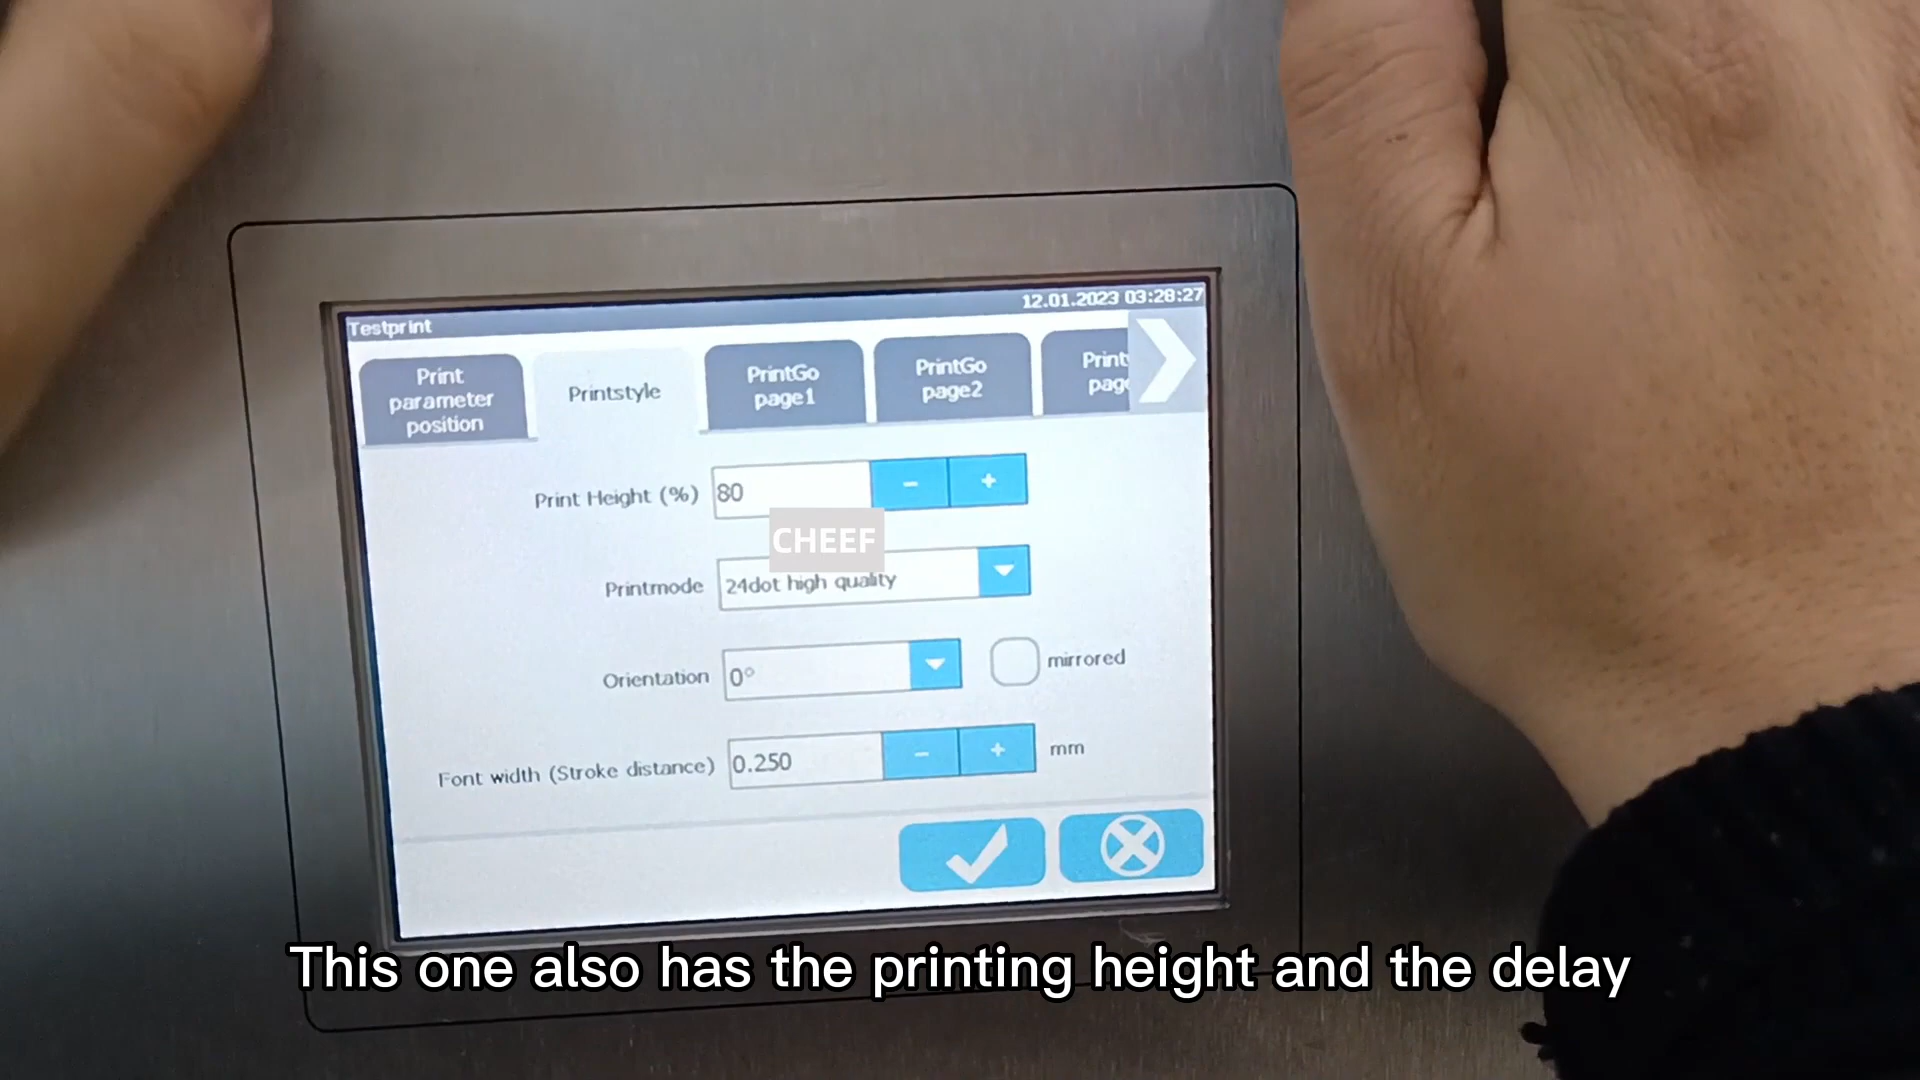 12.01.2023 03:28:27
Testprint
Print
parameter
position
Printstyle
PrintGo
page1
PrintGo
page2
Print
Print Height (%) 80 - +
CHEEF
Printmode 24dot high quality
Orientation 0° mirrored
Font width (Stroke distance) 0.250 - + mm
This one also has the printing height and the delay